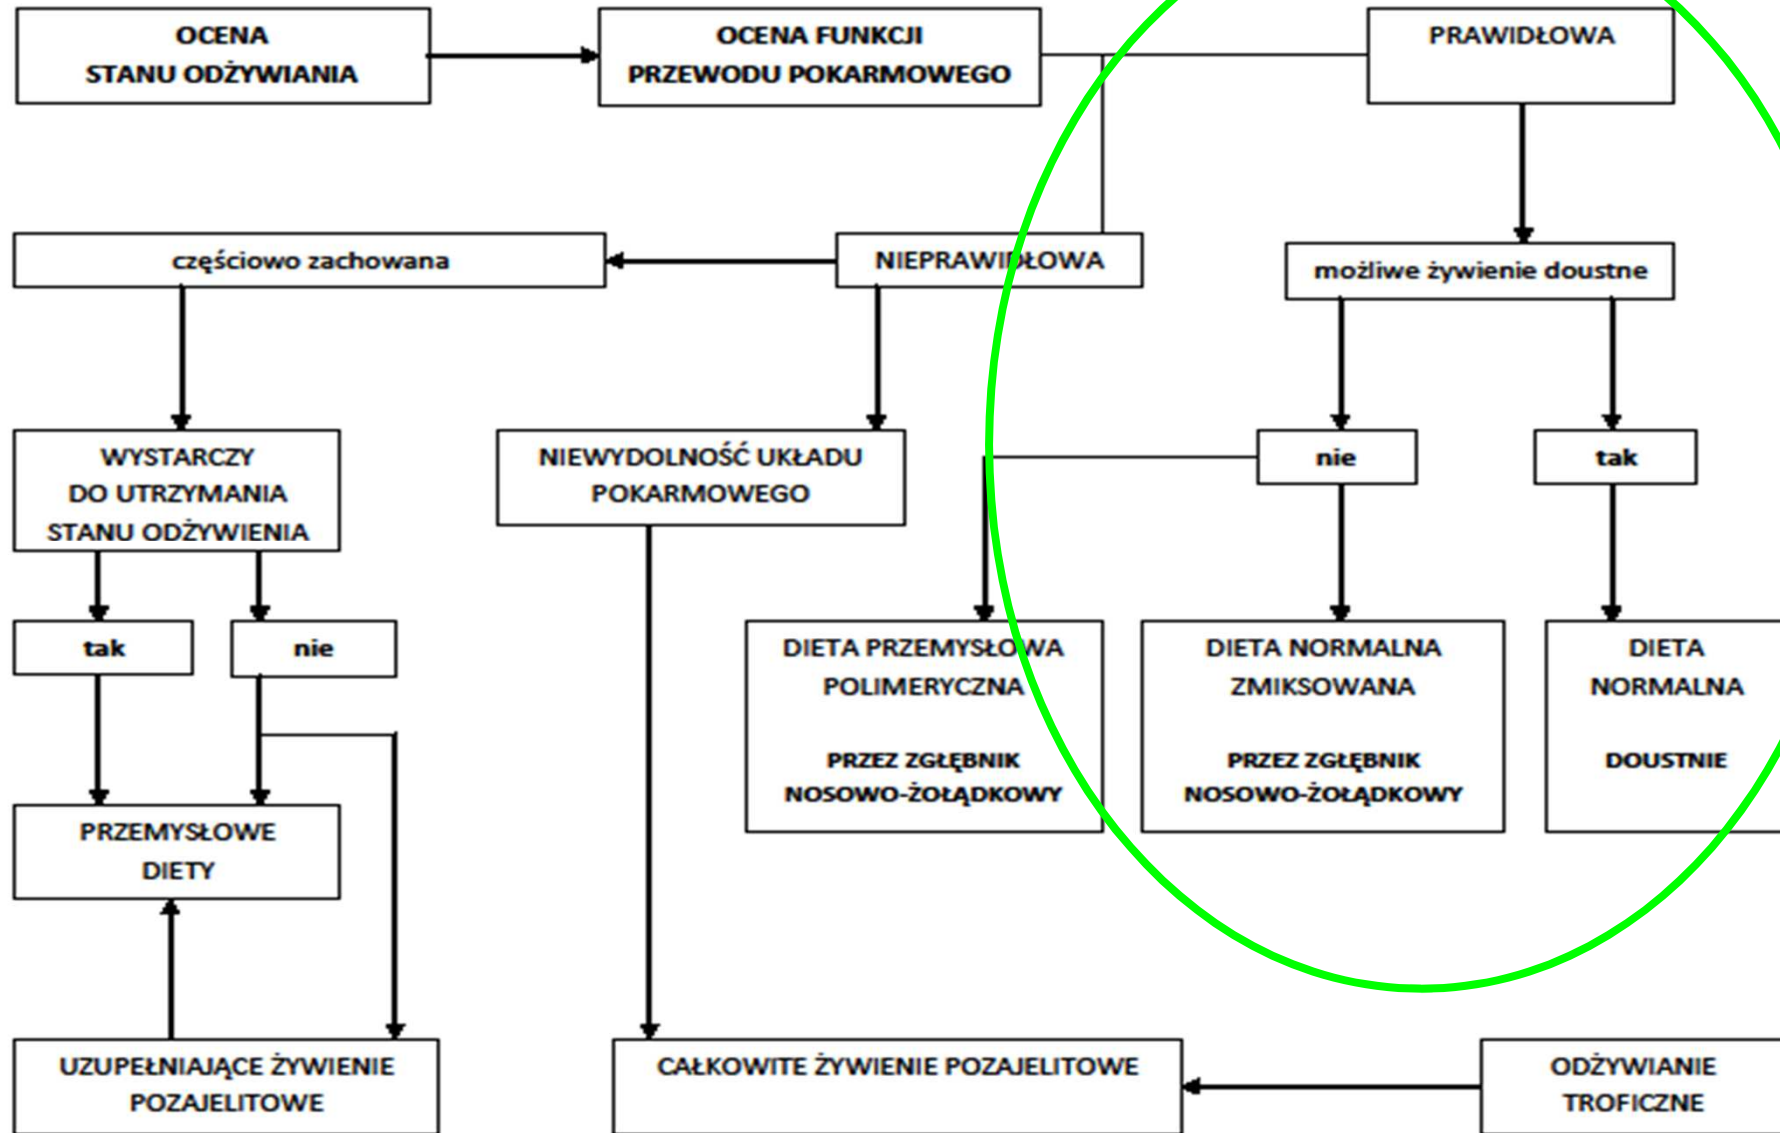 OCENA
STANU ODŻYWIANIA
OCENA FUNKCJI
PRZEWODU POKARMOWEGO
PRAWIDŁOWA
częściowo zachowana
NIEPRAWIDŁOWA
możliwe żywienie doustne
WYSTARCZY
DO UTRZYMANIA
STANU ODŻYWIENIA
NIEWYDOLNOŚĆ UKŁADU
POKARMOWEGO
nie
tak
tak
nie
DIETA PRZEMYSŁOWA
POLIMERYCZNA
PRZEZ ZGŁĘBNIK
NOSOWO-ŻOŁĄDKOWY
DIETA NORMALNA
ZMIKSOWANA
PRZEZ ZGŁĘBNIK
NOSOWO-ŻOŁĄDKOWY
DIETA
NORMALNA
DOUSTNIE
PRZEMYSŁOWE
DIETY
UZUPEŁNIAJĄCE ŻYWIENIE
POZAJELITOWE
CAŁKOWITE ŻYWIENIE POZAJELITOWE
ODŻYWIANIE
TROFICZNE